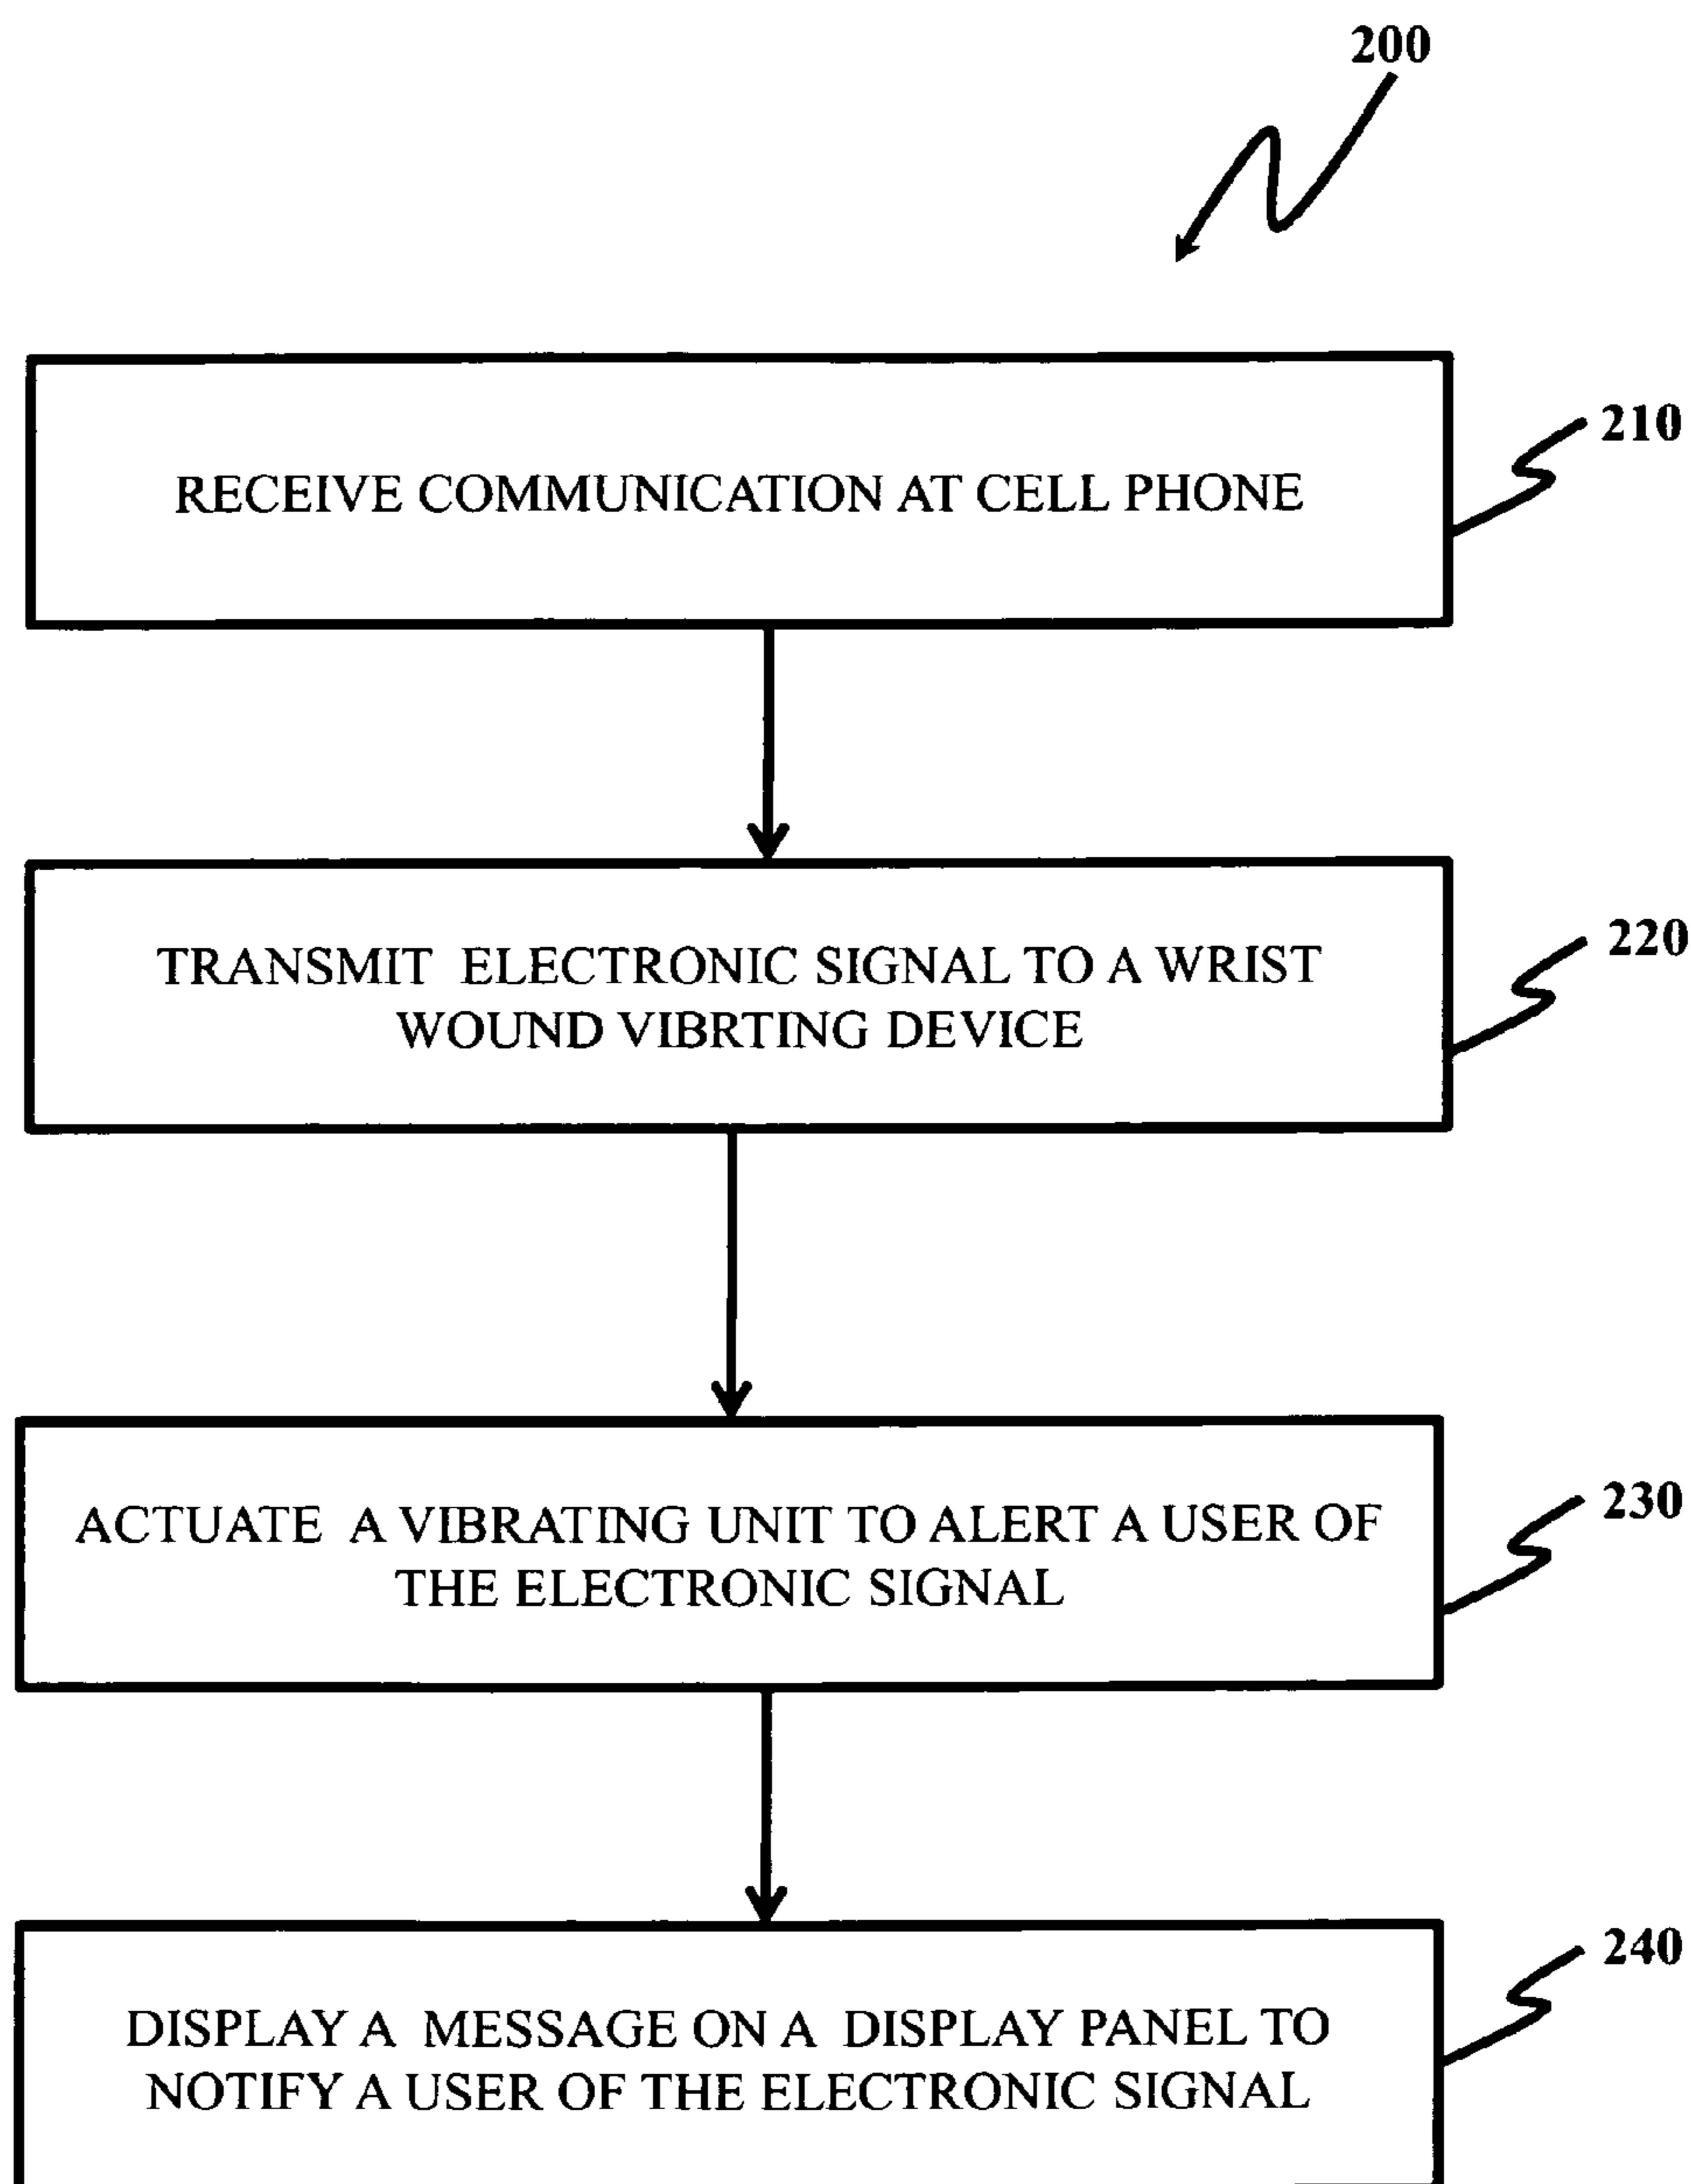 200
RECEIVE COMMUNICATION AT CELL PHONE
210
TRANSMIT ELECTRONIC SIGNAL TO A WRIST
WOUND VIBRTING DEVICE
220
ACTUATE A VIBRATING UNIT TO ALERT A USER OF
THE ELECTRONIC SIGNAL
230
DISPLAY A MESSAGE ON A DISPLAY PANEL TO
NOTIFY A USER OF THE ELECTRONIC SIGNAL
240